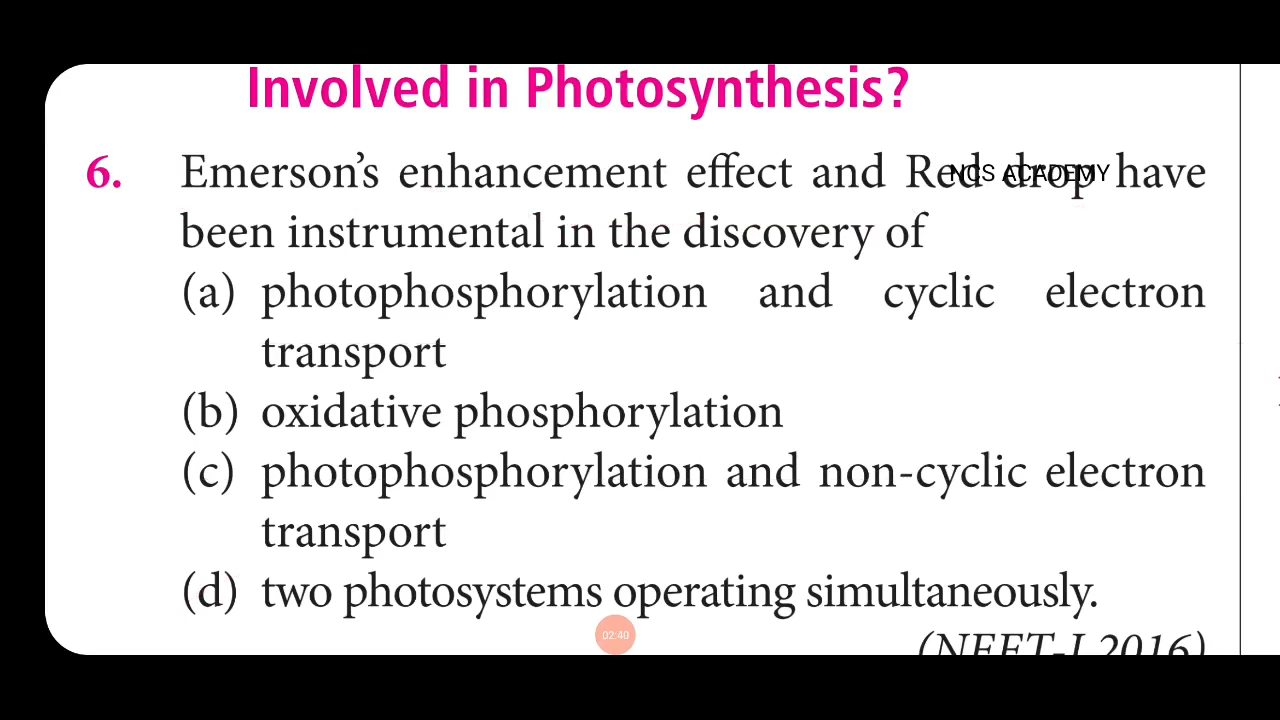 Involved in Photosynthesis?
6. Emerson's enhancement effect and Red drop have
NCS ACADEMY
been instrumental in the discovery of
(a) photophosphorylation and cyclic electron
transport
(b) oxidative phosphorylation
(c) photophosphorylation and non-cyclic electron
transport
(d) two photosystems operating simultaneously.
02:40
(NEET-I 2016)